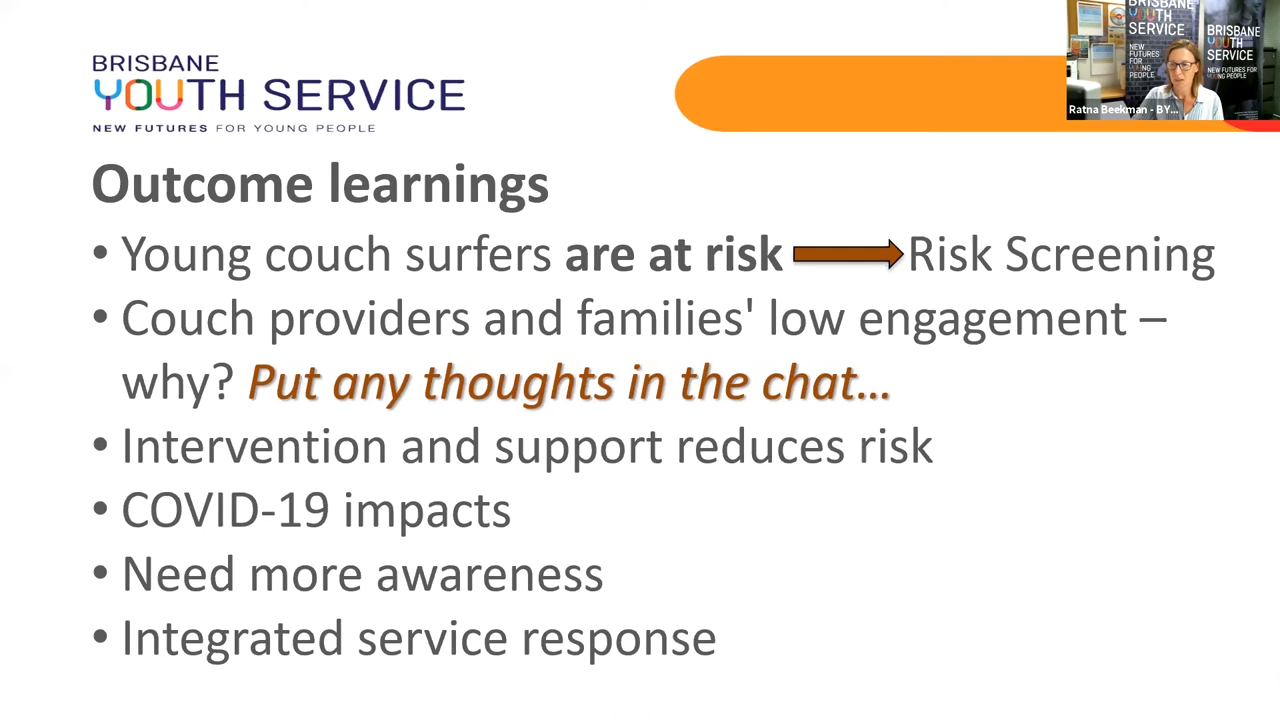 BRISBANE
YOUTH SERVICE
NEW FUTURES FOR YOUNG PEOPLE
BRISBANE
YOUTH
SERVICE
NEW
FUTURES
FOR
YOUNG
PEOPLE
BRISBANE
YOUTH
SERVICE
NEW FUTURES FOR
YOUNG PEOPLE
Ratna Beekman - BY...
Outcome learnings
• Young couch surfers are at risk Risk Screening
• Couch providers and families' low engagement –
why? Put any thoughts in the chat...
• Intervention and support reduces risk
• COVID-19 impacts
• Need more awareness
• Integrated service response